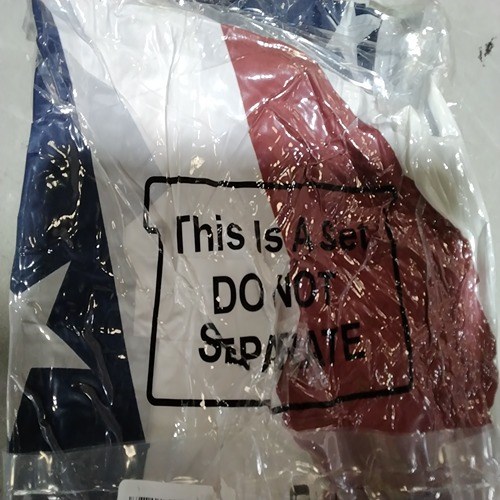 This Is A Set
DO NOT
SEPARATE